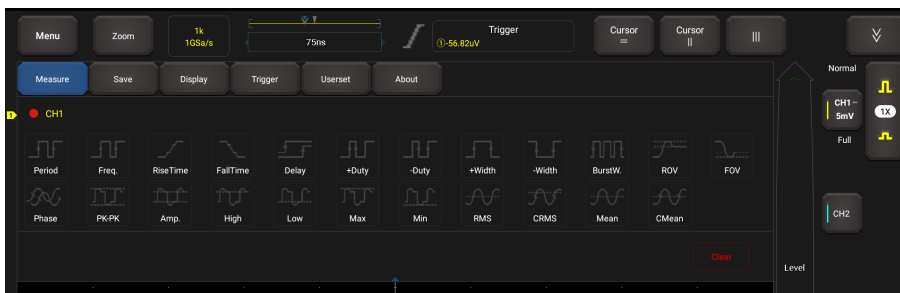 Menu
Zoom
1k
1GSa/s
75ns
Trigger
①-56.82uV
Cursor
Cursor
Measure
Save
Display
Trigger
Userset
About
Normal
CH1
5mV
1X
Full
1
CH1
Period
Freq.
RiseTime
FallTime
Delay
+Duty
-Duty
+Width
-Width
BurstW.
ROV
FOV
Phase
PK-PK
Amp.
High
Low
Max
Min
RMS
CRMS
Mean
CMean
CH2
Clear
Level